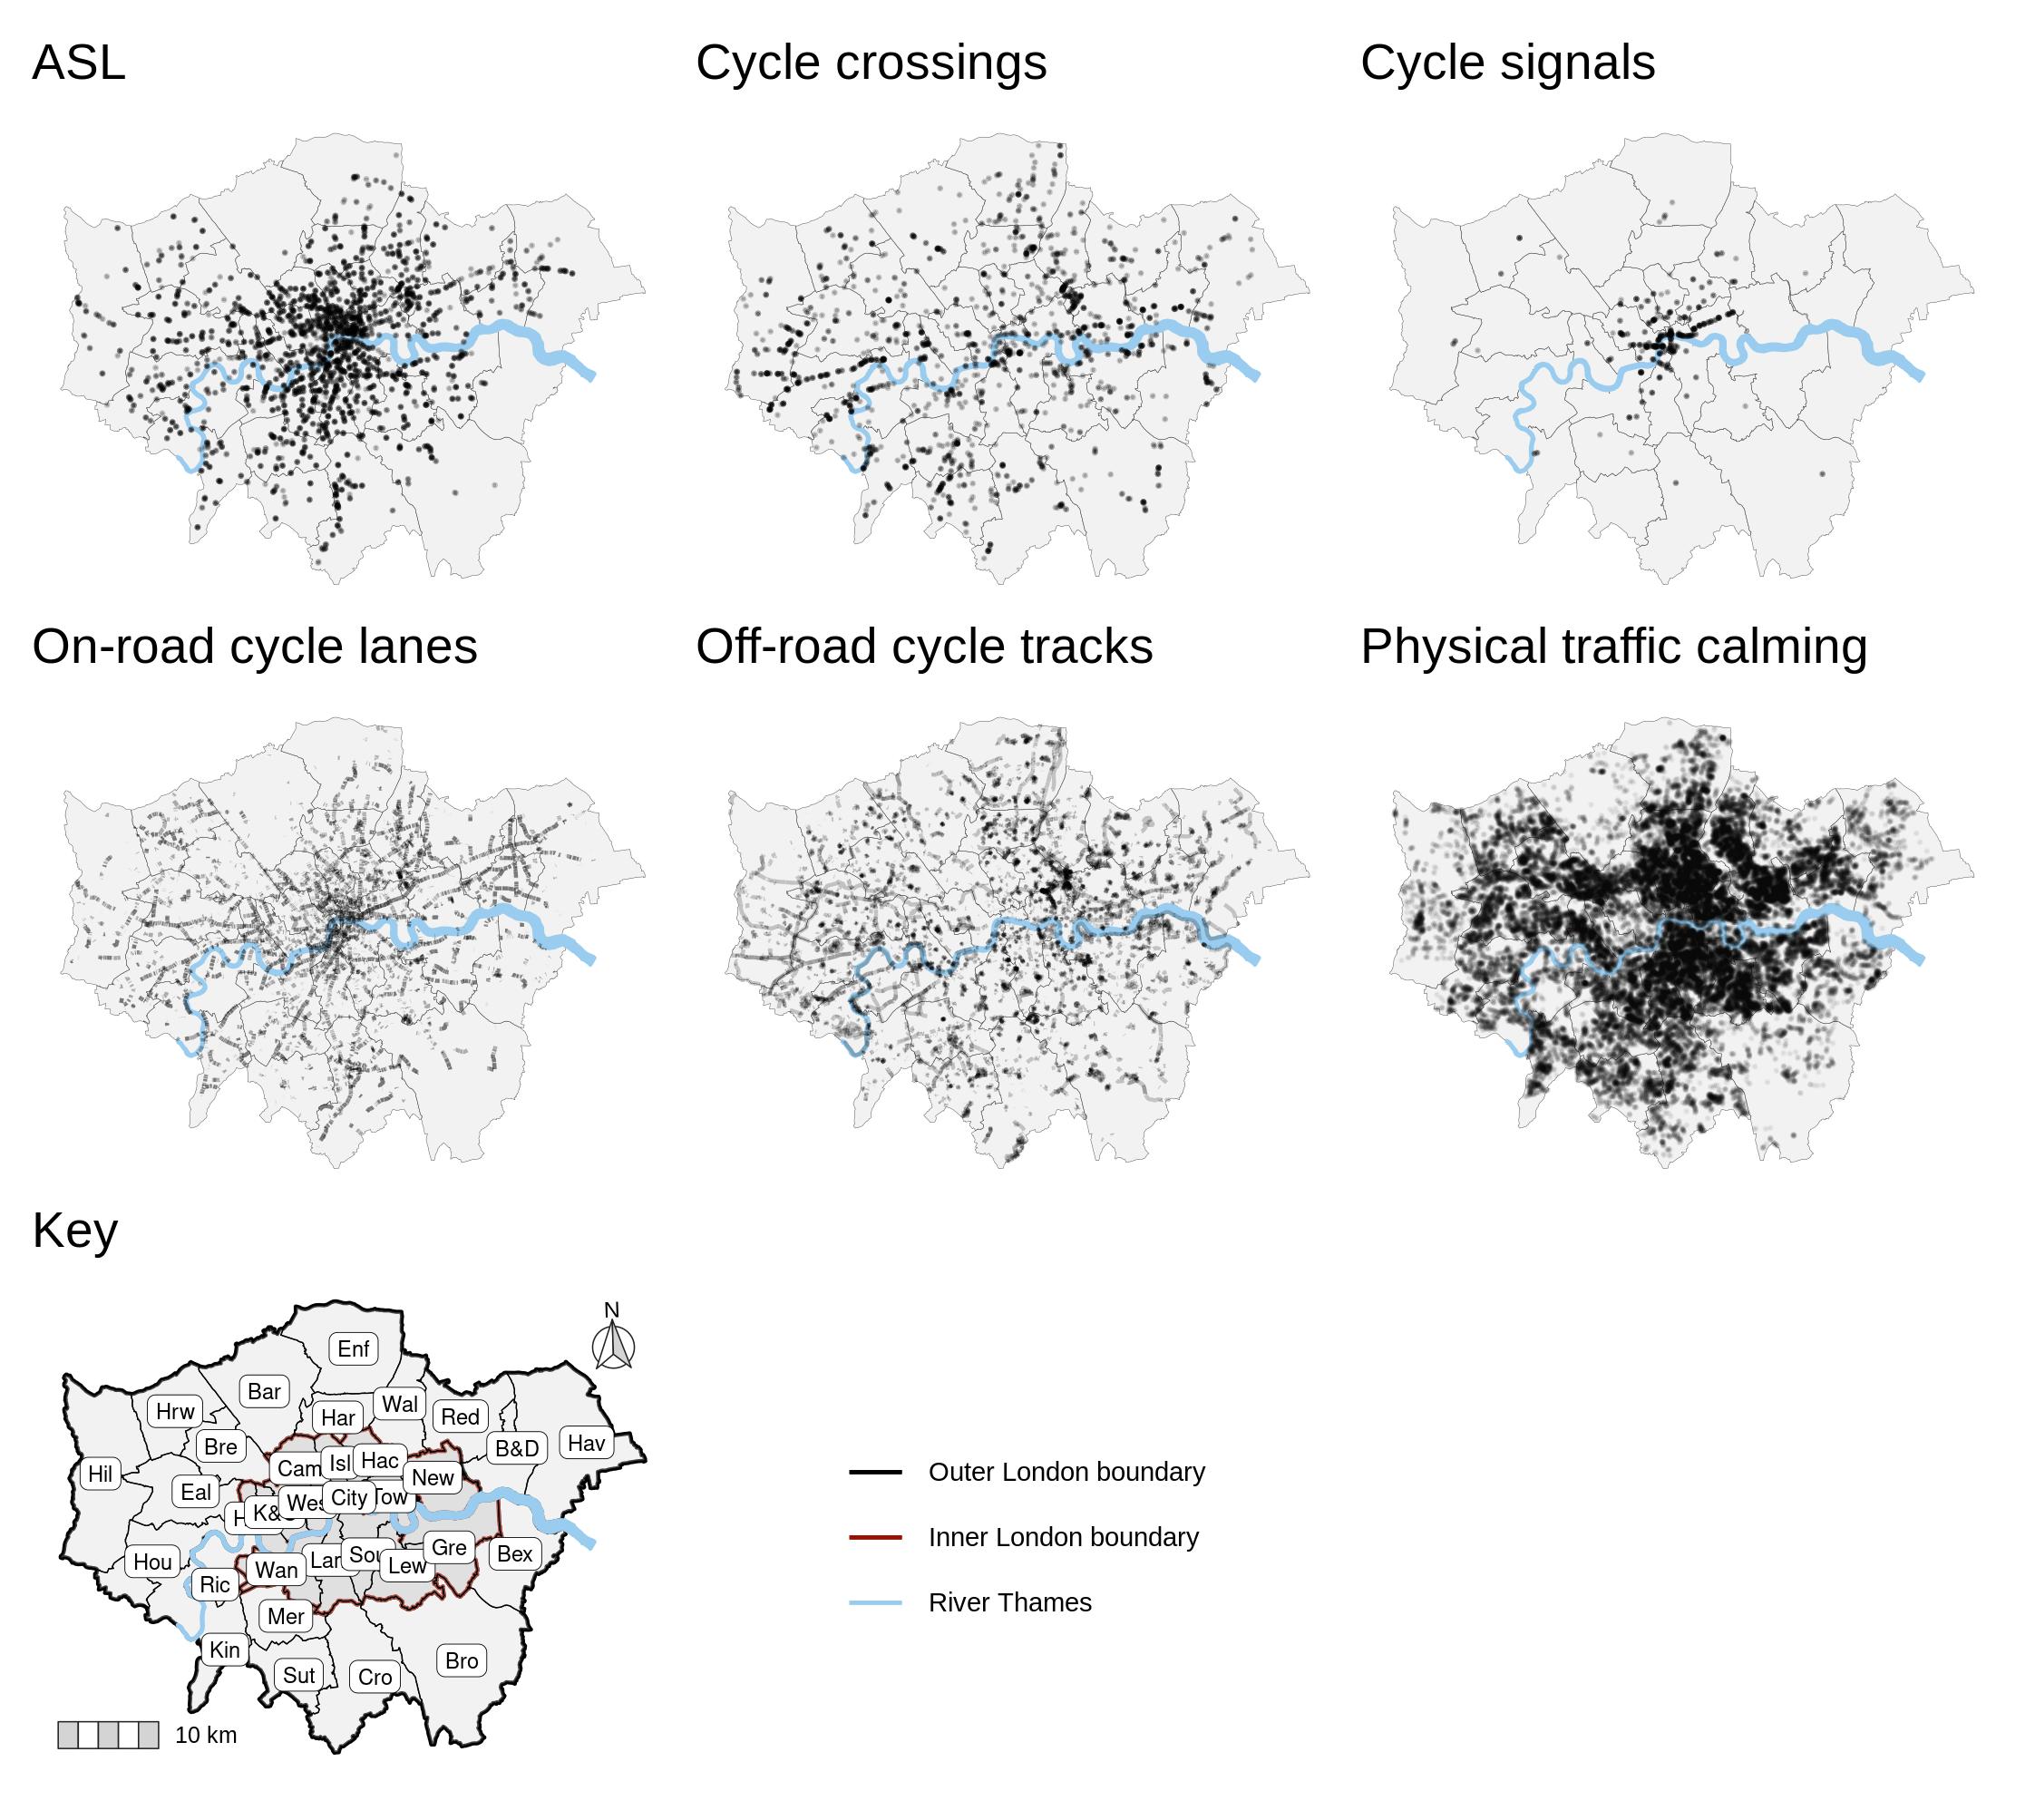 ASL
Cycle crossings
Cycle signals
On-road cycle lanes
Off-road cycle tracks
Physical traffic calming
Key
N
Enf
Bar
Wal
Hrw
Har
Red
Bre
B&D
Hav
Hil
Cam
Isl
Hac
New
Eal
Wes
City
Tow
K&
Hou
Ric
Wan
Sou
Lew
Gre
Bex
Mer
Kin
Sut
Cro
Bro
10 km
Outer London boundary
Inner London boundary
River Thames